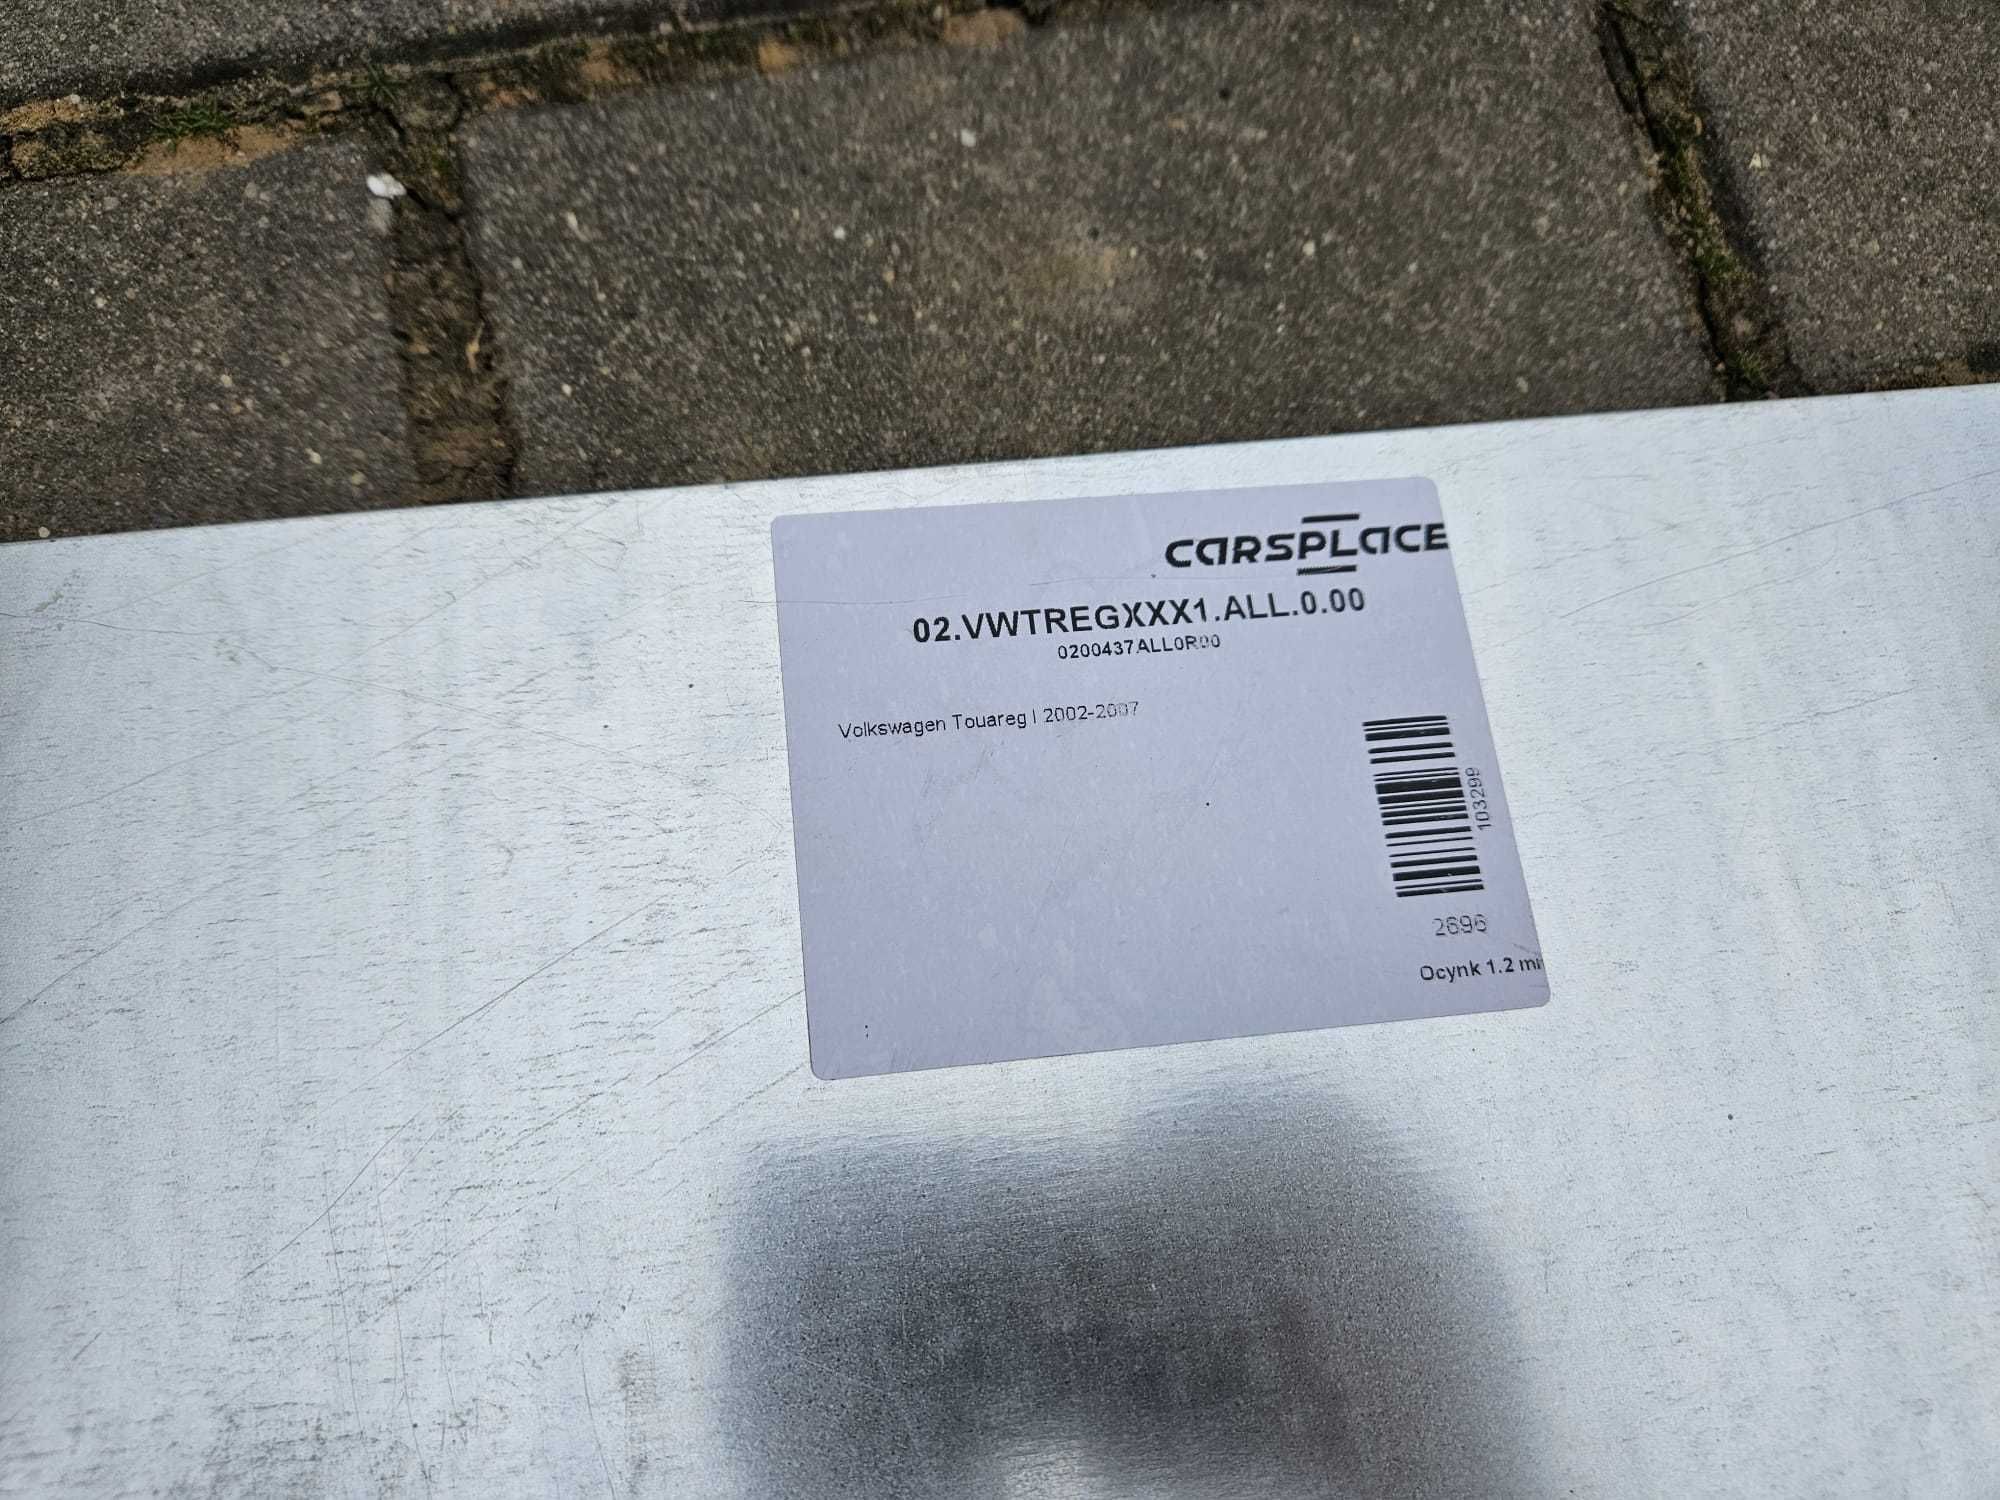 CARSPLACE
02.VWTREGXXX1.ALL.0.00
0200437ALL0R00
Volkswagen Touareg I 2002-2007
103299
2696
Ocynk 1.2 m